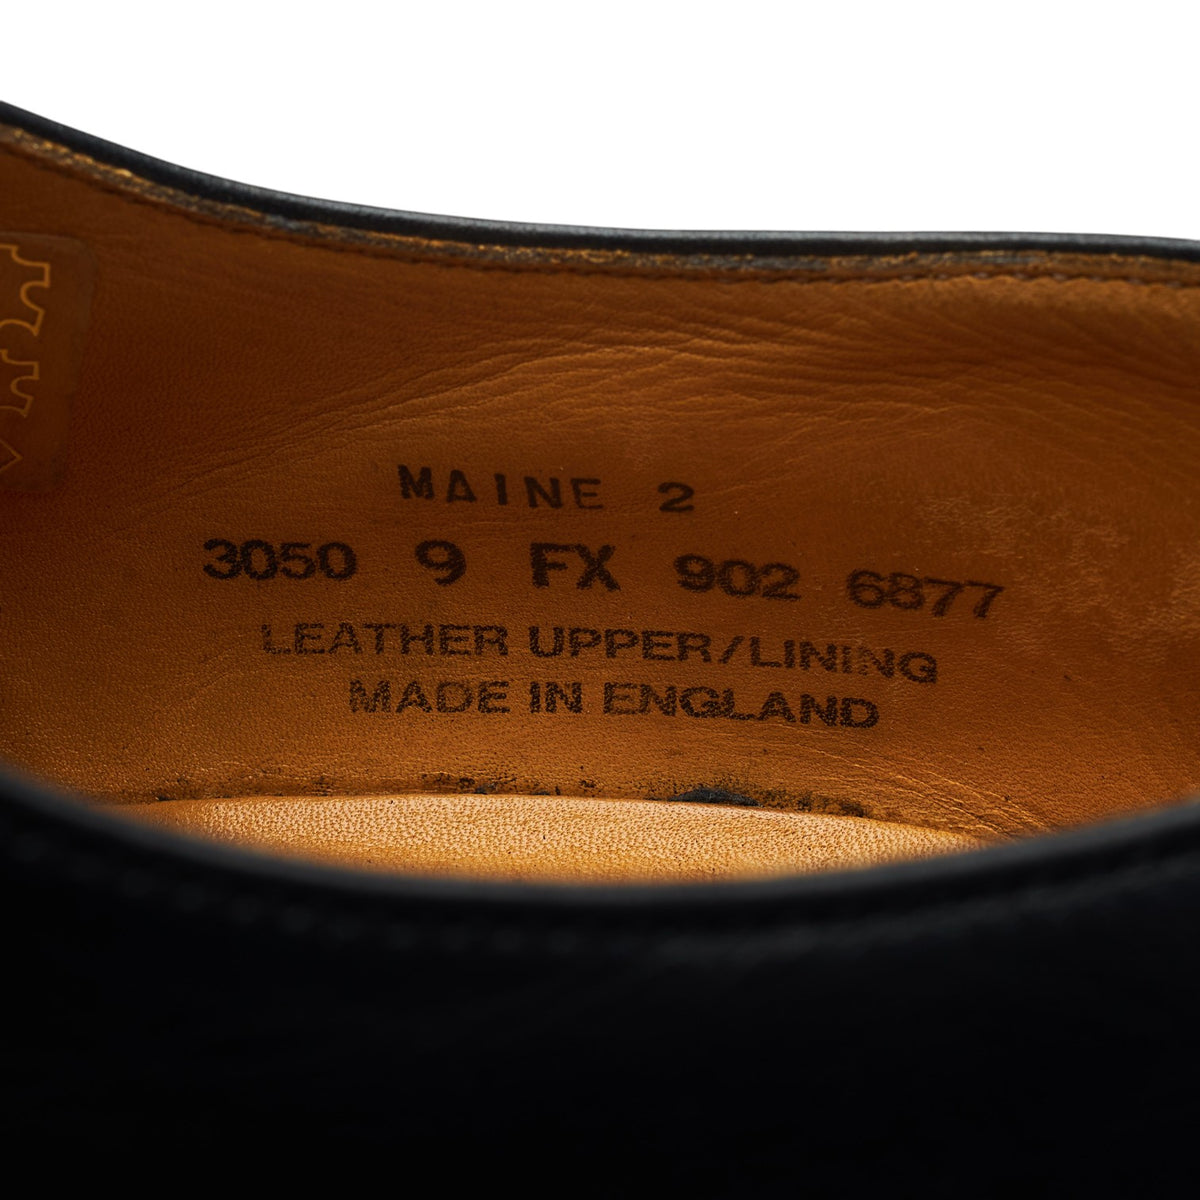 MAINE 2
3050 9 FX 902 6877
LEATHER UPPER/LINING
MADE IN ENGLAND